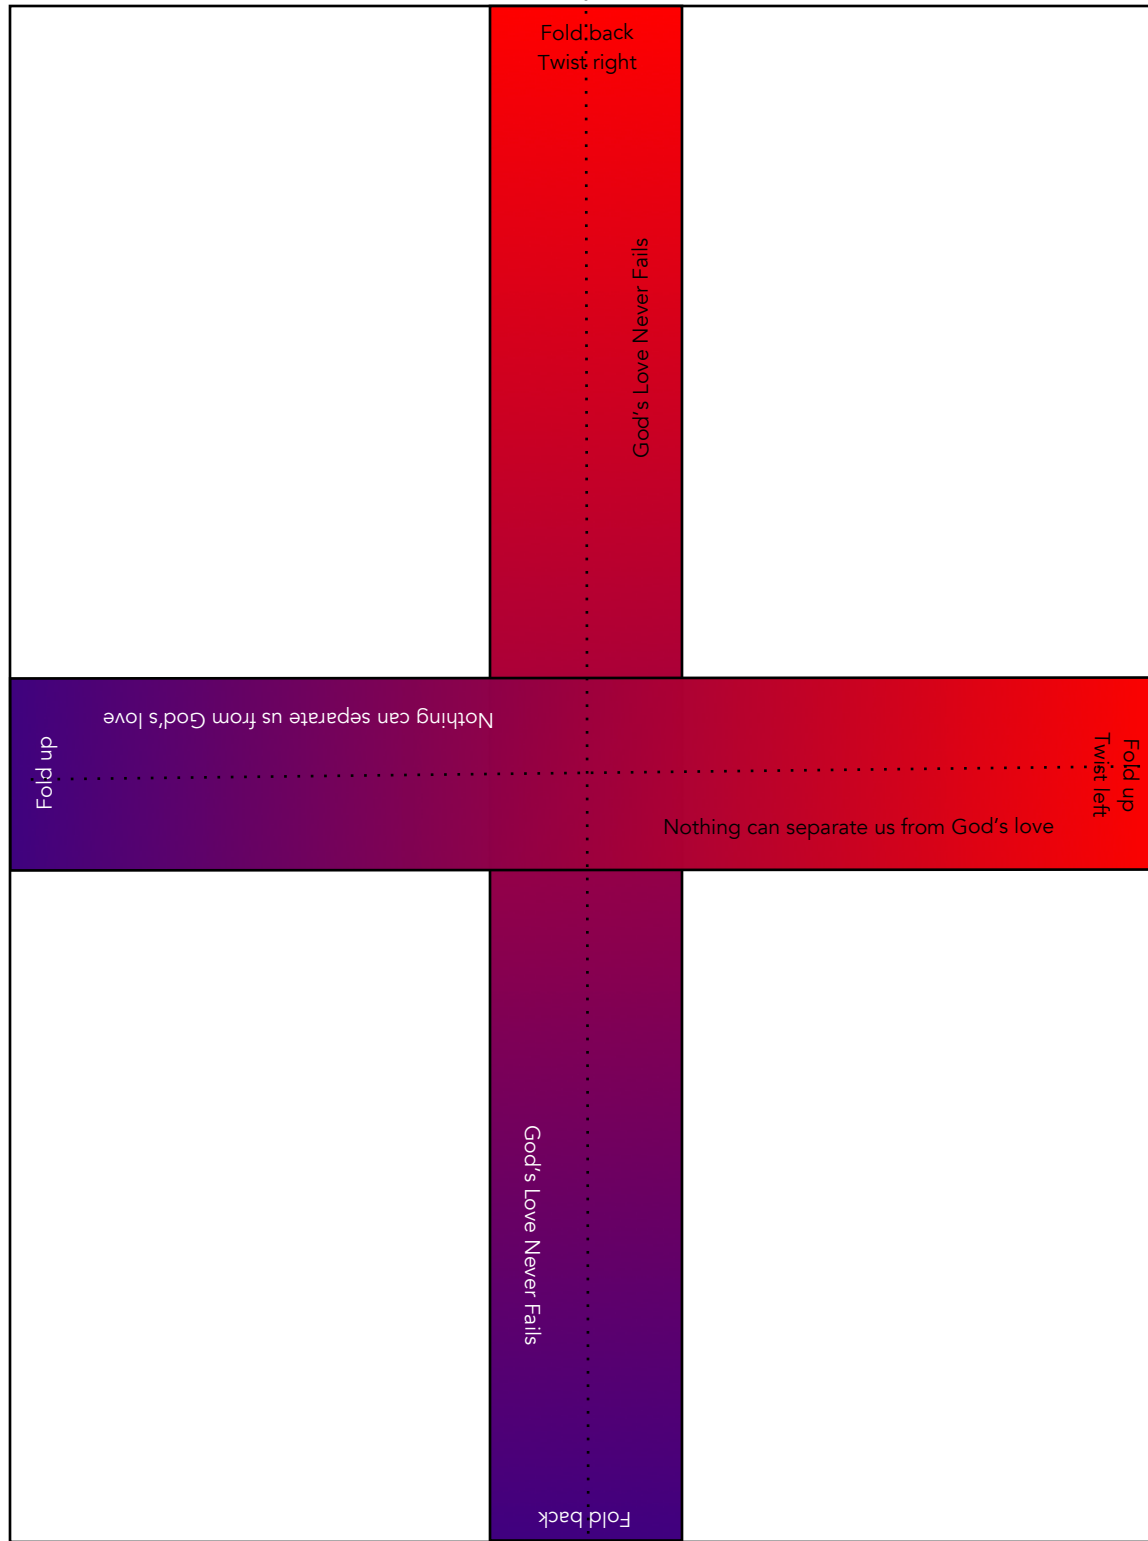 Fold back
Twist right
God's Love Never Fails
Nothing can separate us from God's love
Fold up
Fold up
Twist left
Nothing can separate us from God's love
God's Love Never Fails
Fold back